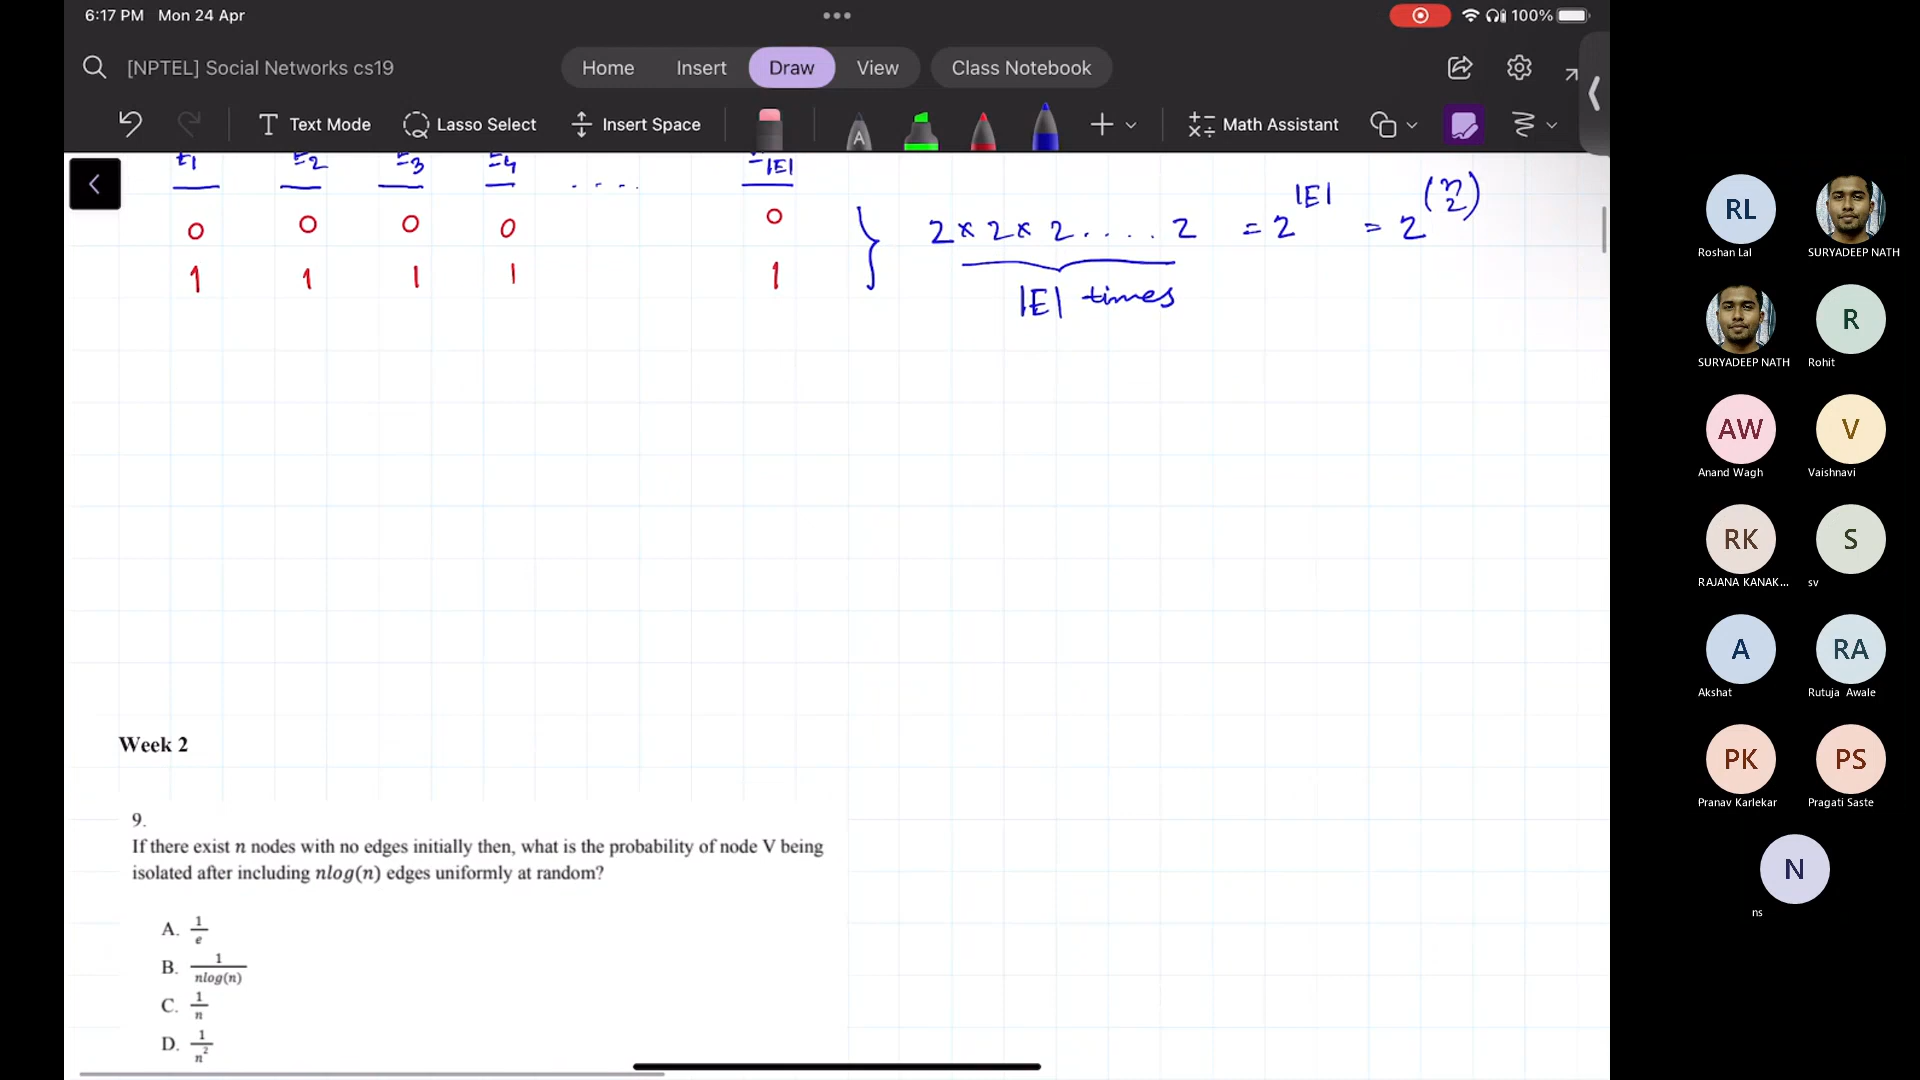 6:17 PM Mon 24 Apr
100%
[NPTEL] Social Networks cs19
Home Insert Draw View Class Notebook
Text Mode Lasso Select Insert Space A Math Assistant
E1 E2 E3 E4 ..... E|E|
0 0 0 0 0
1 1 1 1 1
2 × 2 × 2 .... 2 = 2^|E| = 2^(n 2)
|E| times
Week 2
9.
If there exist n nodes with no edges initially then, what is the probability of node V being
isolated after including nlog(n) edges uniformly at random?
A. 1/e
B. 1/nlog(n)
C. 1/n
D. 1/n²
RL
Roshan Lal
SURYADEEP NATH
SURYADEEP NATH
R
Rohit
AW
Anand Wagh
V
Vaishnavi
RK
RAJANA KANAK...
S
sv
A
Akshat
RA
Rutuja Awale
PK
Pranav Karlekar
PS
Pragati Saste
N
ns